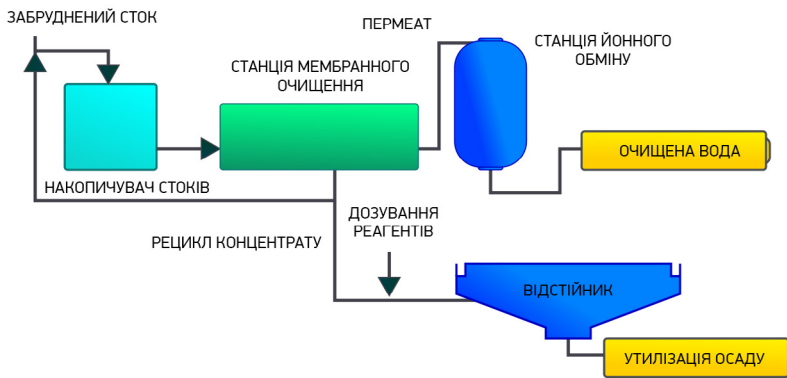 ЗАБРУДНЕНИЙ СТОК
ПЕРМЕАТ
СТАНЦІЯ ЙОННОГО
ОБМІНУ
СТАНЦІЯ МЕМБРАННОГО
ОЧИЩЕННЯ
ОЧИЩЕНА ВОДА
НАКОПИЧУВАЧ СТОКІВ
ДОЗУВАННЯ
РЕАГЕНТІВ
РЕЦИКЛ КОНЦЕНТРАТУ
ВІДСТІЙНИК
УТИЛИЗАЦІЯ ОСАДУ